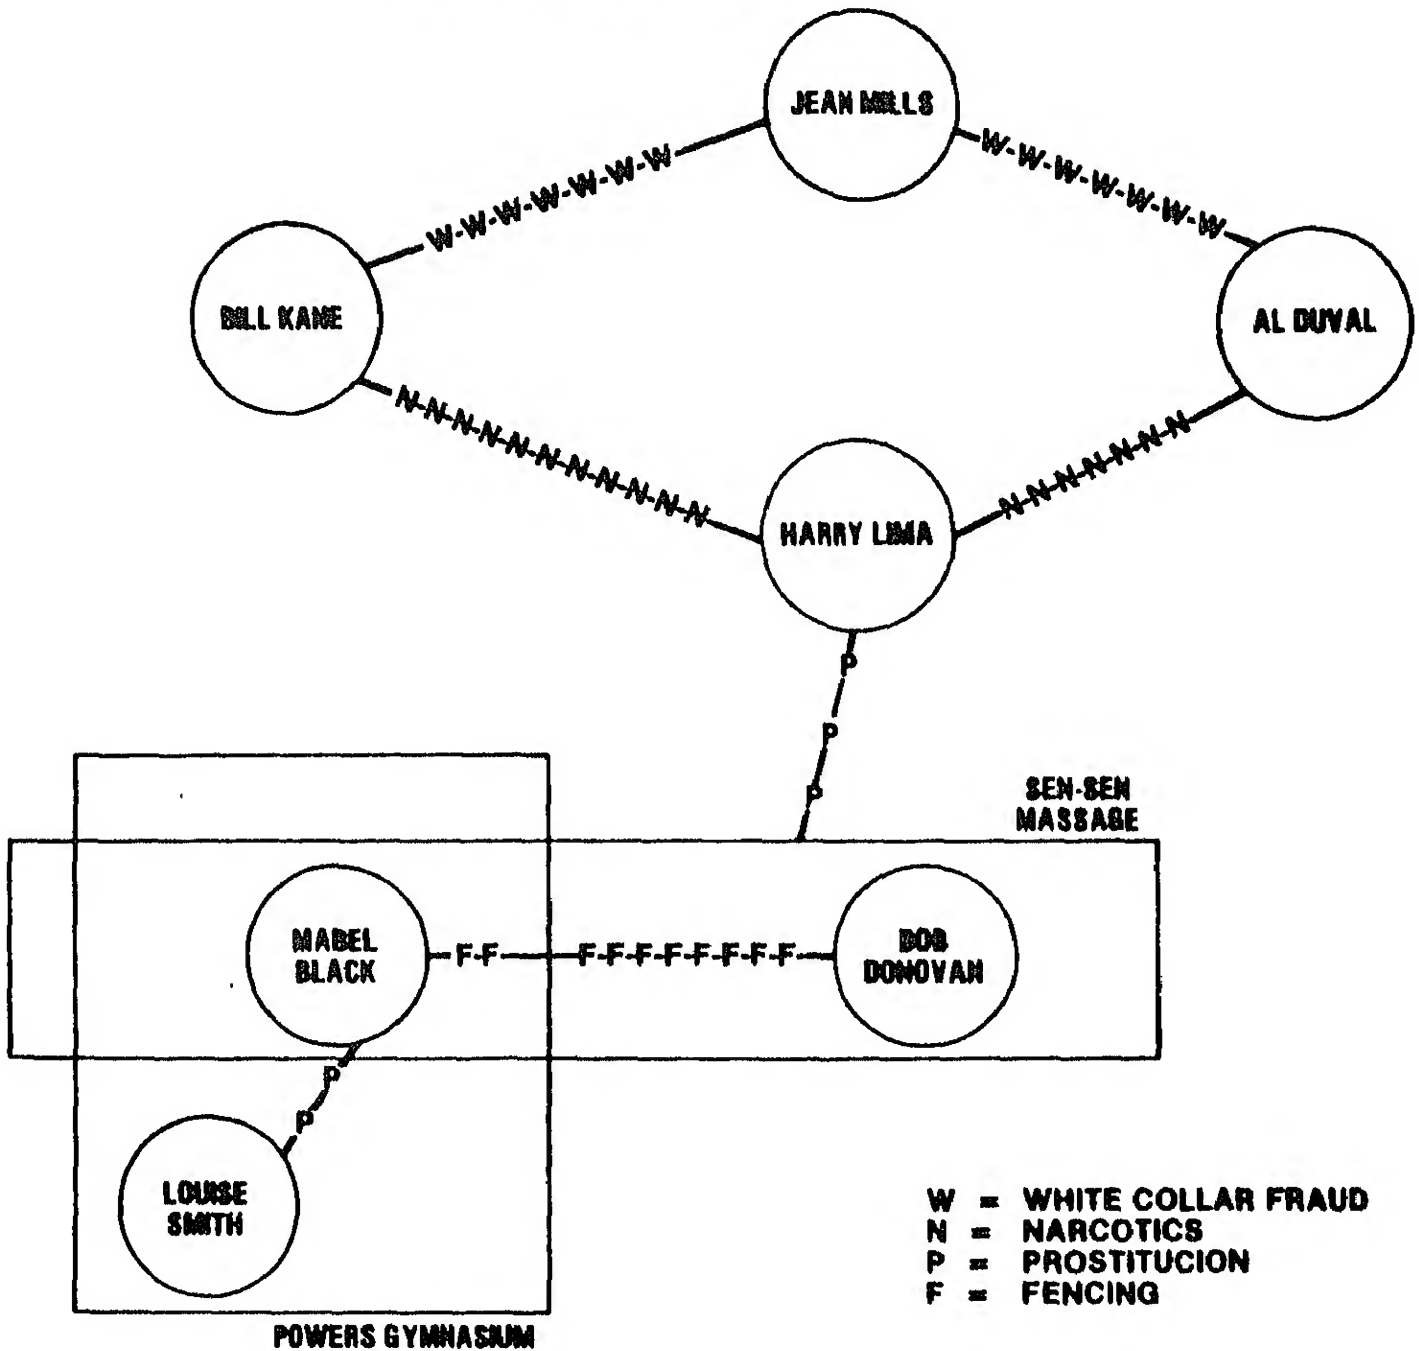 JEAN MILLS
W-W-W-W-W-W-W
W-W-W-W-W-W-W
BILL KANE
AL DUVAL
N-N-N-N-N-N-N-N-N-N-N
N-N-N-N-N-N-N
HARRY LIMA
P
P
P
SEN-SEN
MASSAGE
MABEL
BLACK
F-F
F-F-F-F-F-F-F-F
BOB
DONOVAN
P
P
LOUISE
SMITH
W = WHITE COLLAR FRAUD
N = NARCOTICS
P = PROSTITUCION
F = FENCING
POWERS GYMNASIUM